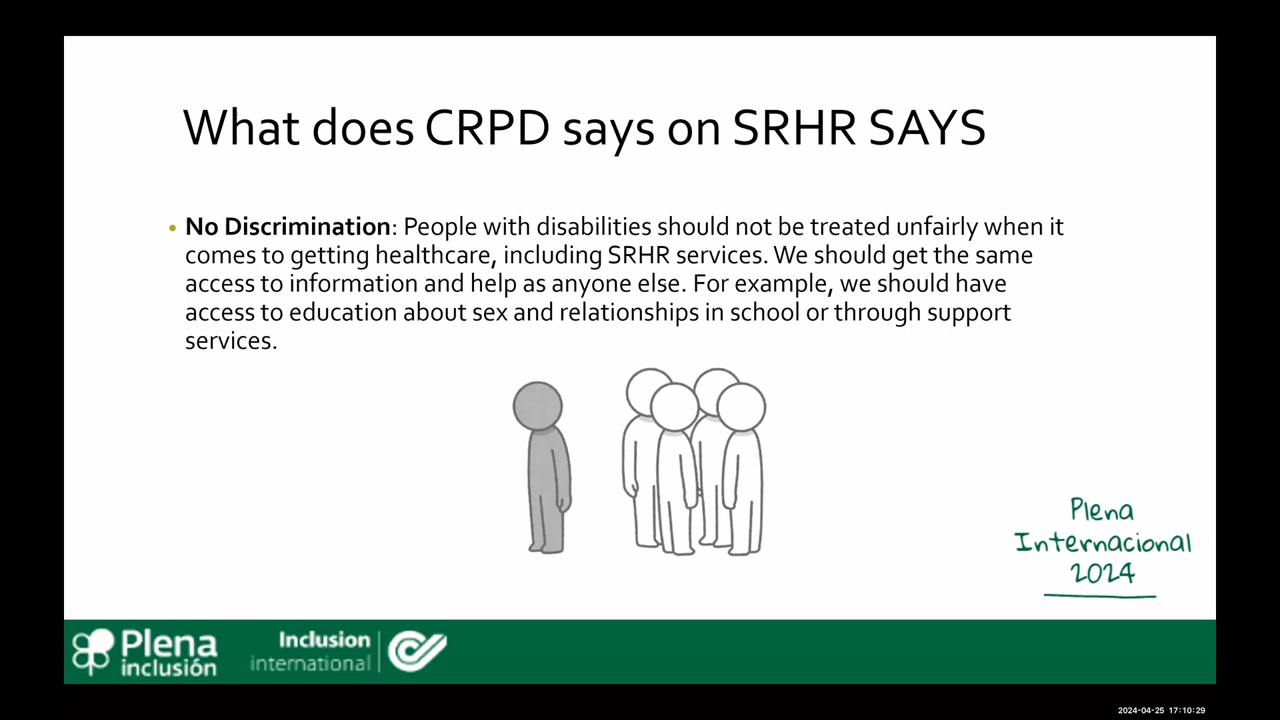 What does CRPD says on SRHR SAYS
• No Discrimination: People with disabilities should not be treated unfairly when it
comes to getting healthcare, including SRHR services. We should get the same
access to information and help as anyone else. For example, we should have
access to education about sex and relationships in school or through support
services.
Plena
Internacional
2024
Plena
inclusión
Inclusion
international
2024-04-25 17:10:29